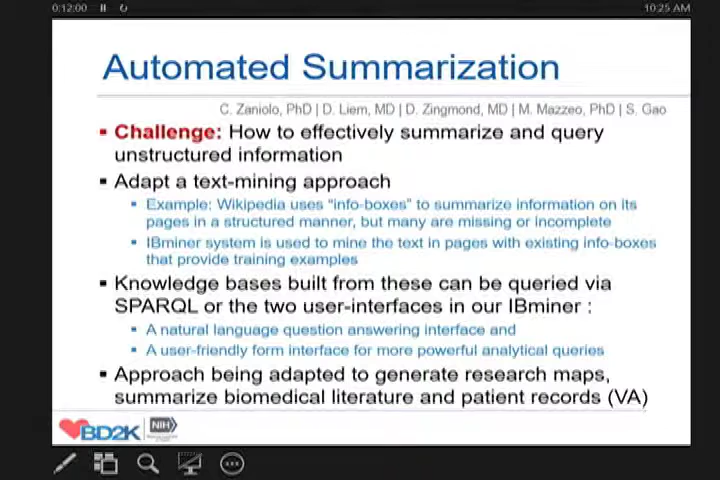 0:12:00
10:25 AM
Automated Summarization
C. Zaniolo, PhD | D. Liem, MD | D. Zingmond, MD | M. Mazzeo, PhD | S. Gao
▪ Challenge: How to effectively summarize and query
unstructured information
▪ Adapt a text-mining approach
▪ Example: Wikipedia uses “info-boxes” to summarize information on its
pages in a structured manner, but many are missing or incomplete
▪ IBminer system is used to mine the text in pages with existing info-boxes
that provide training examples
▪ Knowledge bases built from these can be queried via
SPARQL or the two user-interfaces in our IBminer :
▪ A natural language question answering interface and
▪ A user-friendly form interface for more powerful analytical queries
▪ Approach being adapted to generate research maps,
summarize biomedical literature and patient records (VA)
BD2K
NIH